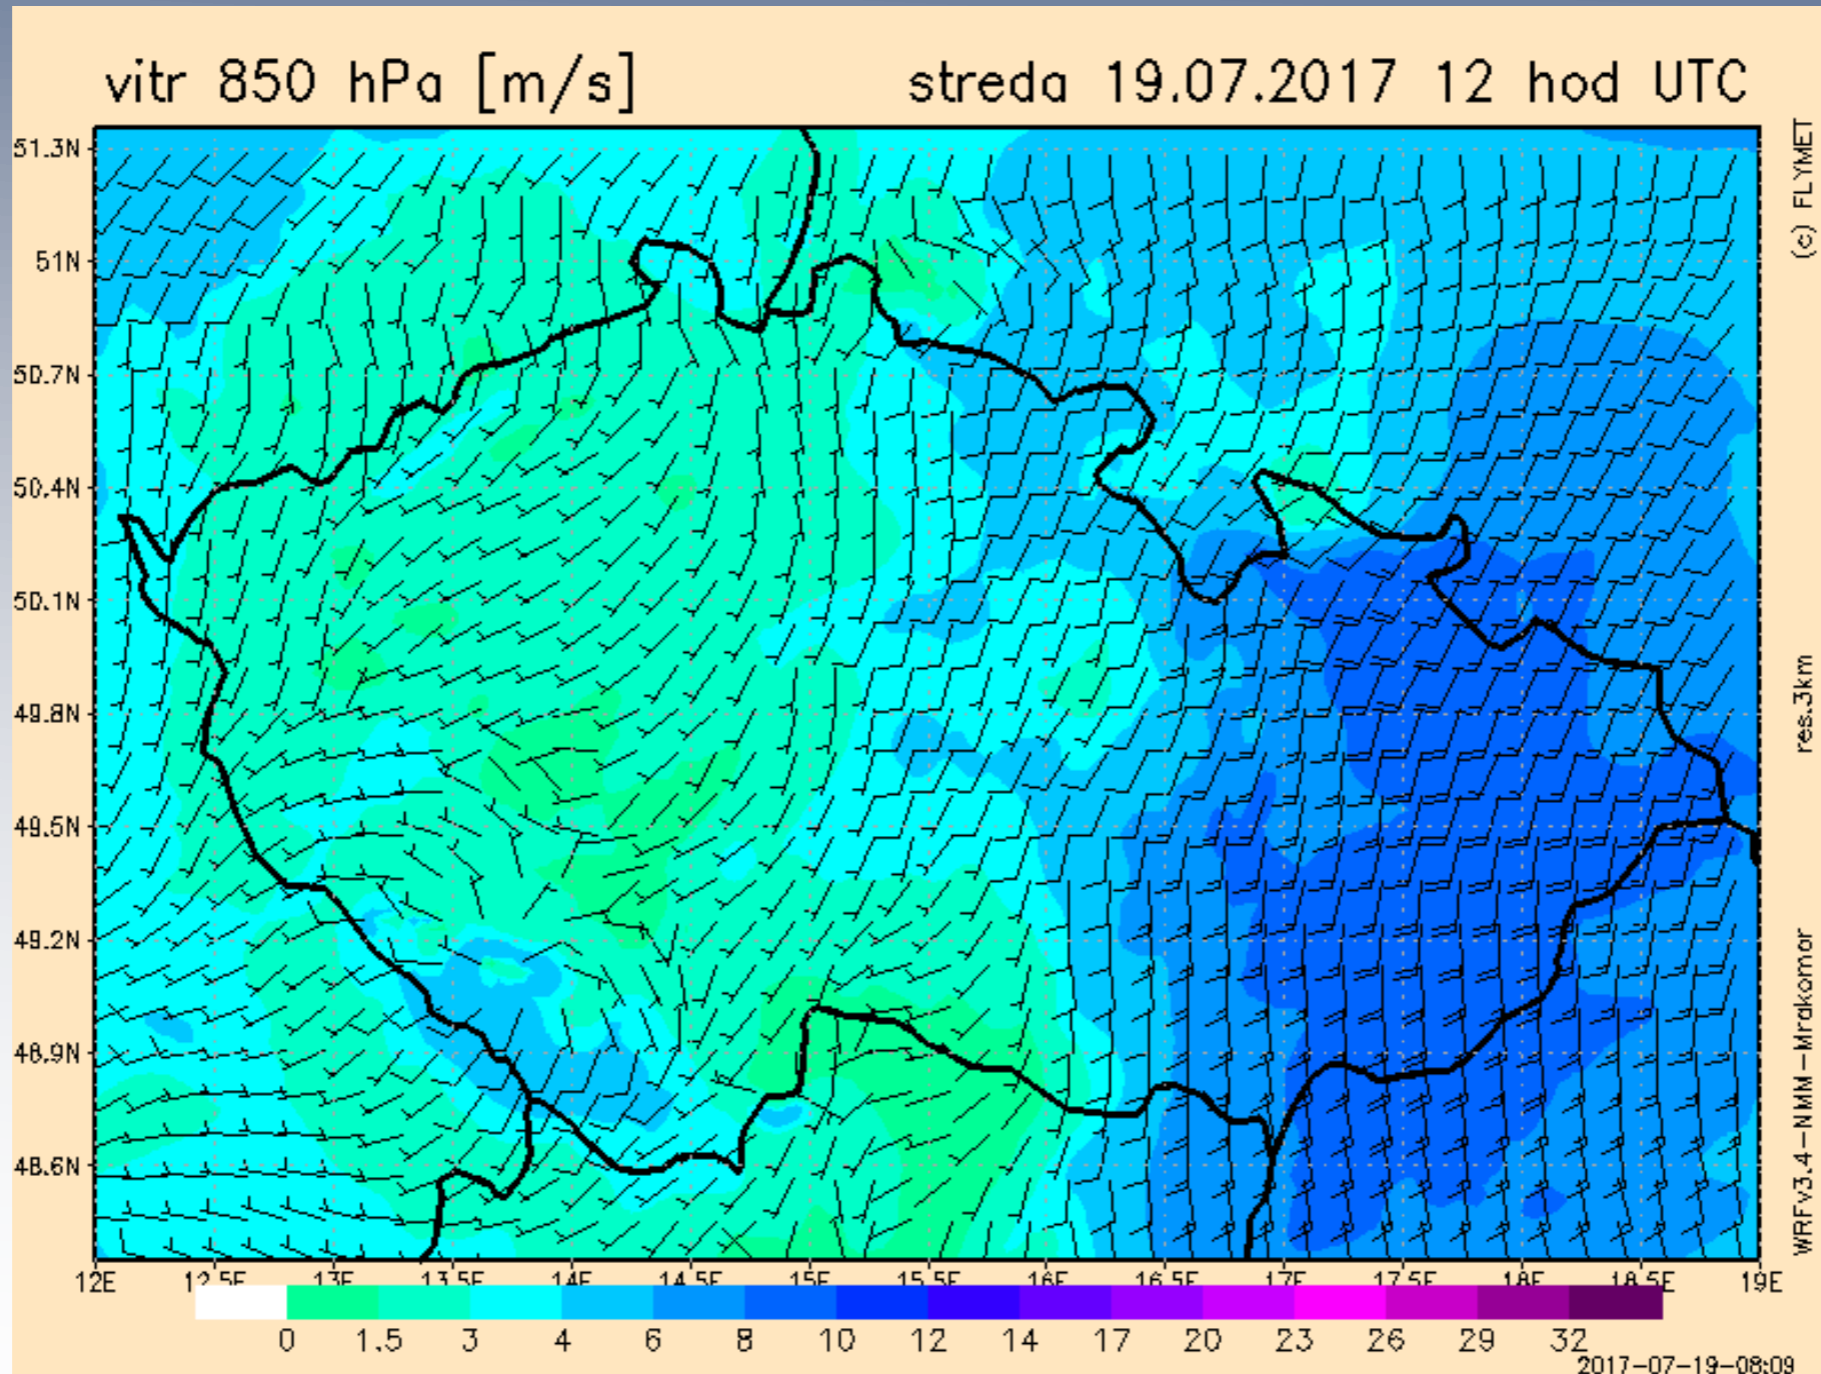 vitr 850 hPa [m/s]
streda 19.07.2017 12 hod UTC
51.3N
51N
50.7N
50.4N
50.1N
49.8N
49.5N
49.2N
48.9N
48.6N
12E 12.5E 13E 13.5E 14E 14.5E 15E 15.5E 16E 16.5E 17E 17.5E 18E 18.5E 19E
0 1.5 3 4 6 8 10 12 14 17 20 23 26 29 32
2017-07-19-08:09
(c) FLYMET
res.3km
WRFv3.4-NMM-Mrakomor